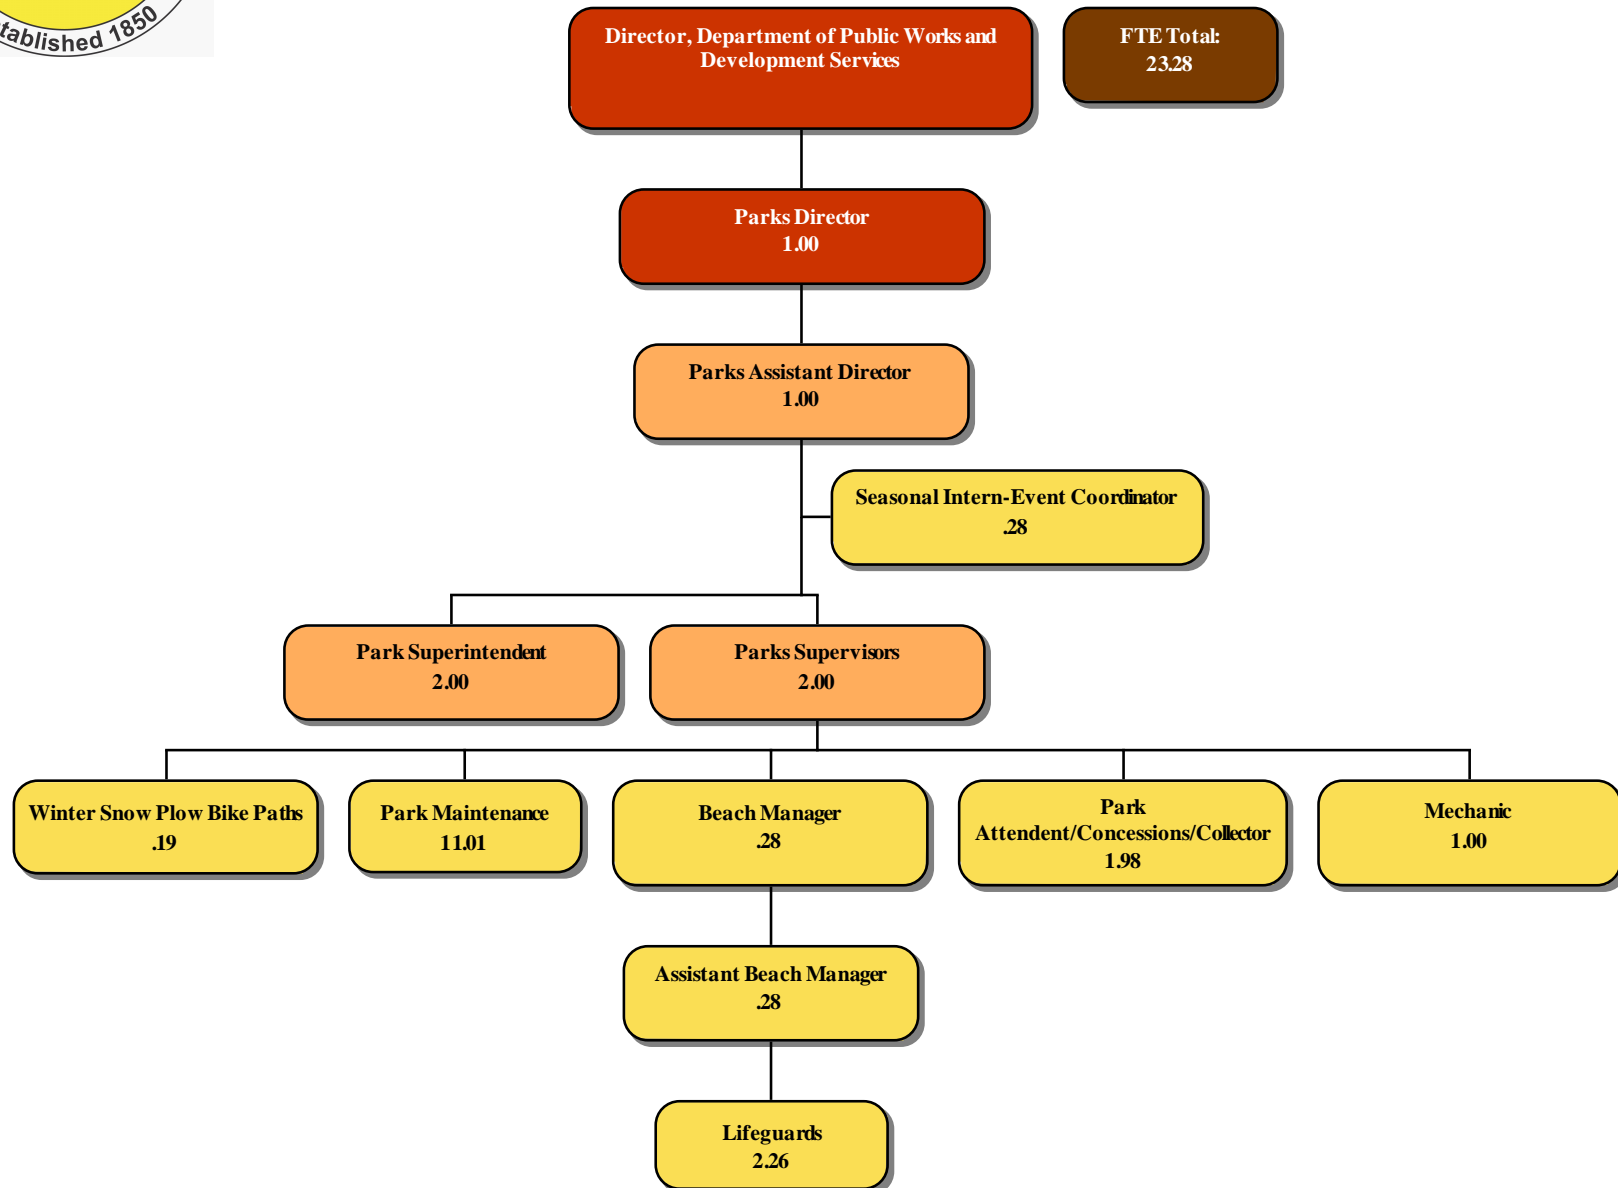 1850
Director, Department of Public Works and
Development Services
FTE Total:
23.28
Parks Director
1.00
Parks Assistant Director
1.00
Seasonal Intern-Event Coordinator
.28
Park Superintendent
2.00
Parks Supervisors
2.00
Winter Snow Plow Bike Paths
.19
Park Maintenance
11.01
Beach Manager
.28
Park
Attendent/Concessions/Collector
1.98
Mechanic
1.00
Assistant Beach Manager
.28
Lifeguards
2.26